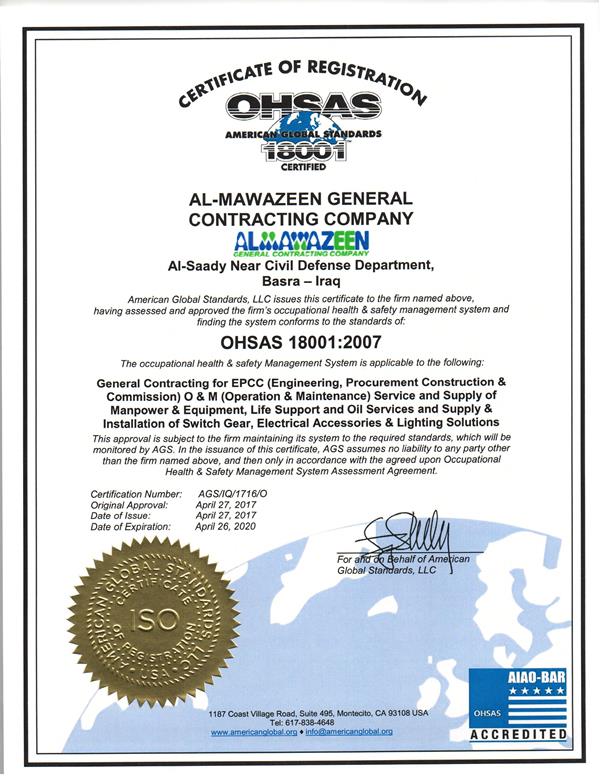 CERTIFICATE OF REGISTRATION
OHSAS
AMERICAN GLOBAL STANDARDS
18001
CERTIFIED
AL-MAWAZEEN GENERAL
CONTRACTING COMPANY
ALMAWAZEEN
GENERAL CONTRACTING COMPANY
Al-Saady Near Civil Defense Department,
Basra – Iraq
American Global Standards, LLC issues this certificate to the firm named above,
having assessed and approved the firm's occupational health & safety management system and
finding the system conforms to the standards of:
OHSAS 18001:2007
The occupational health & safety Management System is applicable to the following:
General Contracting for EPCC (Engineering, Procurement Construction &
Commission) O & M (Operation & Maintenance) Service and Supply of
Manpower & Equipment, Life Support and Oil Services and Supply &
Installation of Switch Gear, Electrical Accessories & Lighting Solutions
This approval is subject to the firm maintaining its system to the required standards, which will be
monitored by AGS. In the issuance of this certificate, AGS assumes no liability to any party other
than the firm named above, and then only in accordance with the agreed upon Occupational
Health & Safety Management System Assessment Agreement.
Certification Number: AGS/IQ/1716/O
Original Approval: April 27, 2017
Date of Issue: April 27, 2017
Date of Expiration: April 26, 2020
For and on Behalf of American
Global Standards, LLC
AMERICAN GLOBAL STANDARDS, LLC
CERTIFICATE
ISO
OF REGISTRATION
USA
AIAO-BAR
OHSAS
ACCREDITED
1187 Coast Village Road, Suite 495, Montecito, CA 93108 USA
Tel: 617-838-4648
www.americanglobal.org ♦ info@americanglobal.org